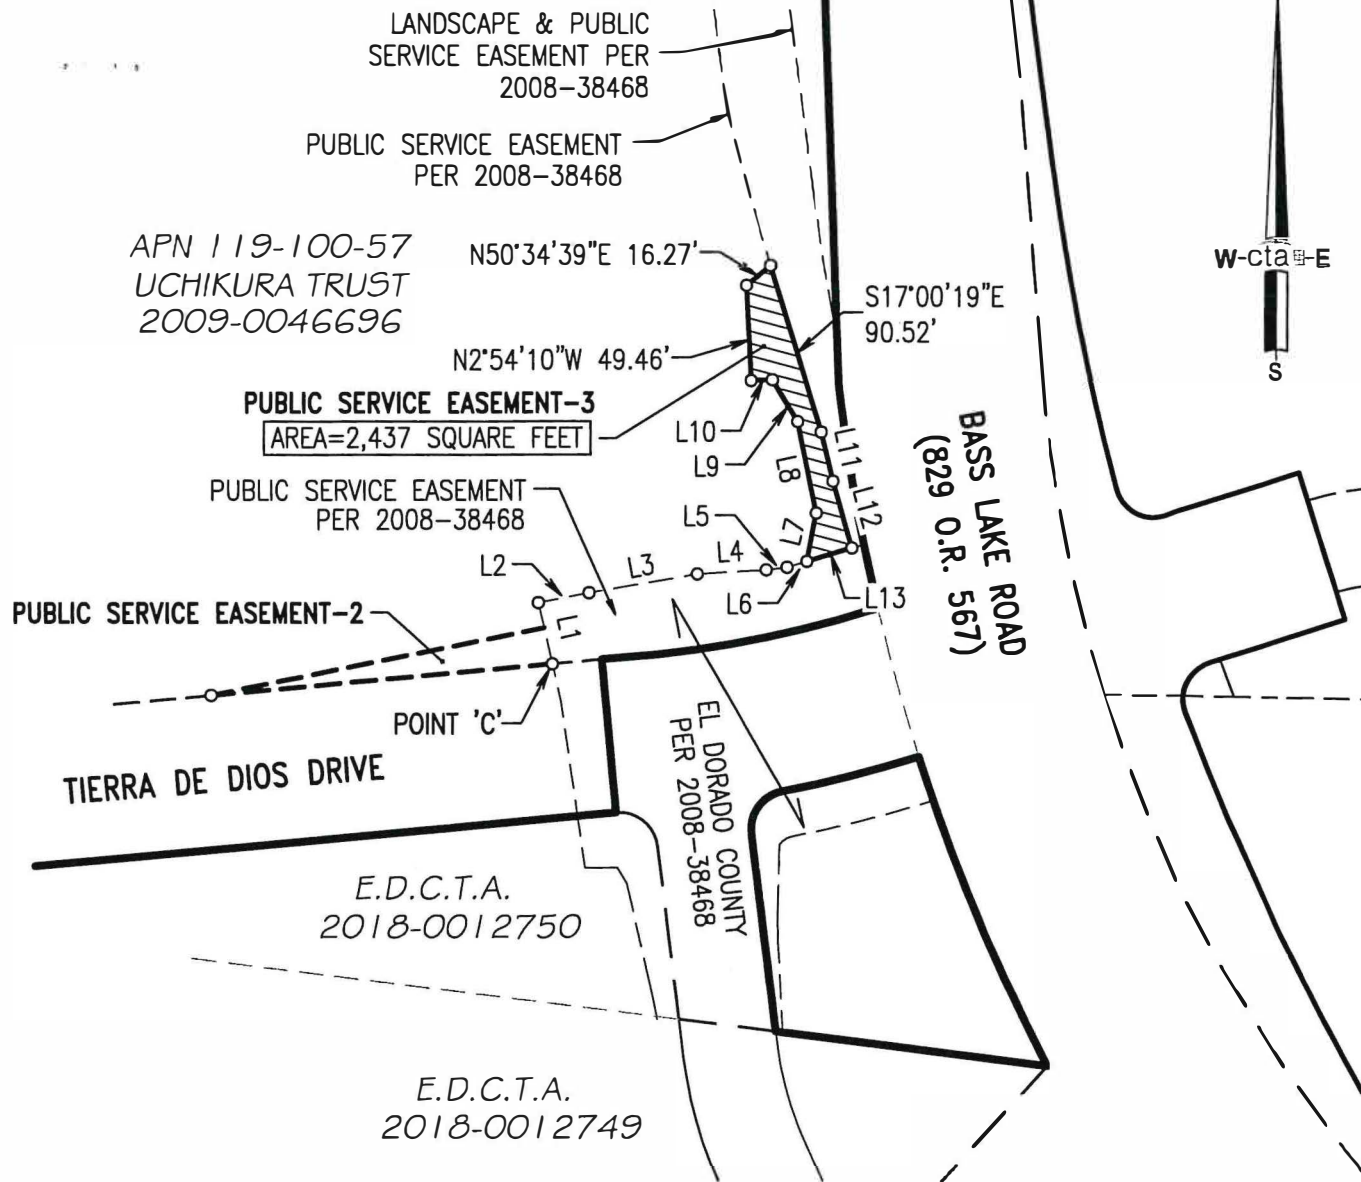 LANDSCAPE & PUBLIC
SERVICE EASEMENT PER
2008-38468
PUBLIC SERVICE EASEMENT
PER 2008-38468
APN 119-100-57
UCHIKURA TRUST
2009-0046696
N50°34'39"E 16.27'
S17°00'19"E
90.52'
N2°54'10"W 49.46'
PUBLIC SERVICE EASEMENT-3
AREA=2,437 SQUARE FEET
L10
L9
L8
L11
L12
PUBLIC SERVICE EASEMENT
PER 2008-38468
L5
L7
L4
L3
L2
L6
L13
L1
PUBLIC SERVICE EASEMENT-2
POINT 'C'
TIERRA DE DIOS DRIVE
BASS LAKE ROAD
(829 O.R. 567)
W-cta-E
S
EL DORADO COUNTY
PER 2008-38468
E.D.C.T.A.
2018-0012750
E.D.C.T.A.
2018-0012749